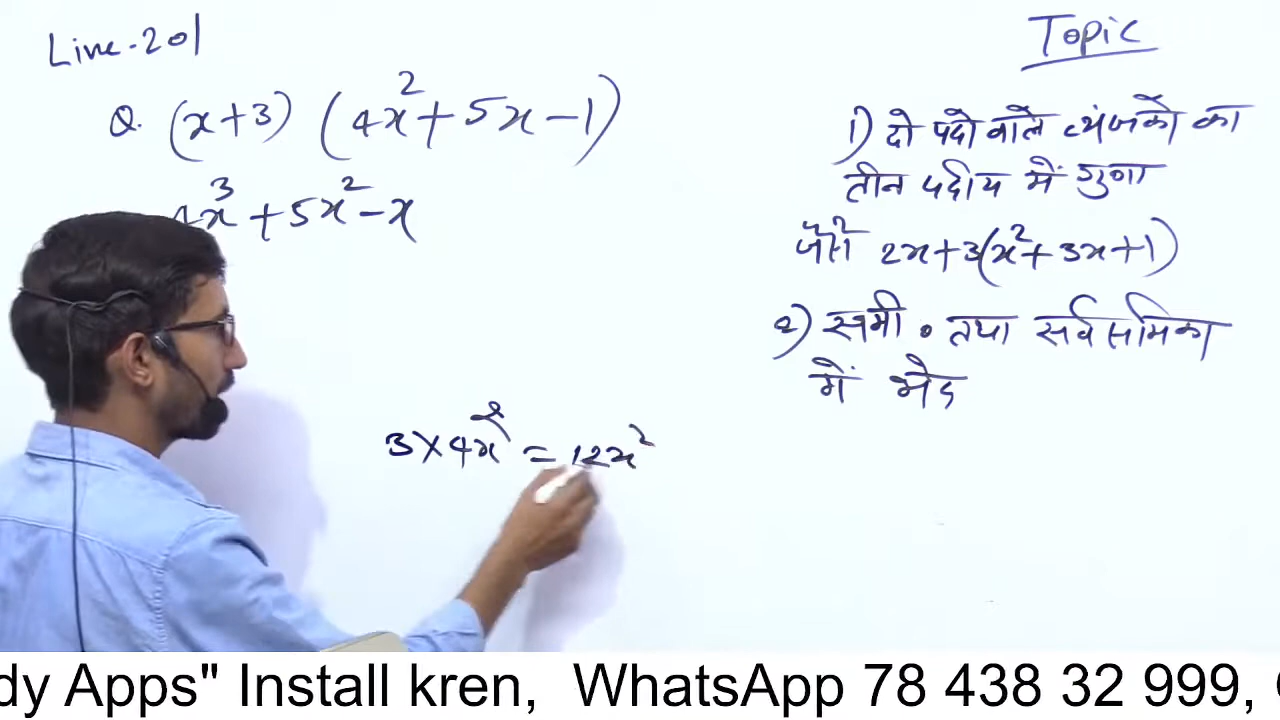 Line-201
Q. (x+3) (4x²+5x-1)
4x³+5x²-x
3×4x²=12x²
Topic
1) दो पदो वाले व्यंजको का
तीन पदीय में गुणा
जैसे 2x+3(x²+3x+1)
2) समी॰ तथा सर्वसमिका
में भेद
dy Apps" Install kren, WhatsApp 78 438 32 999,